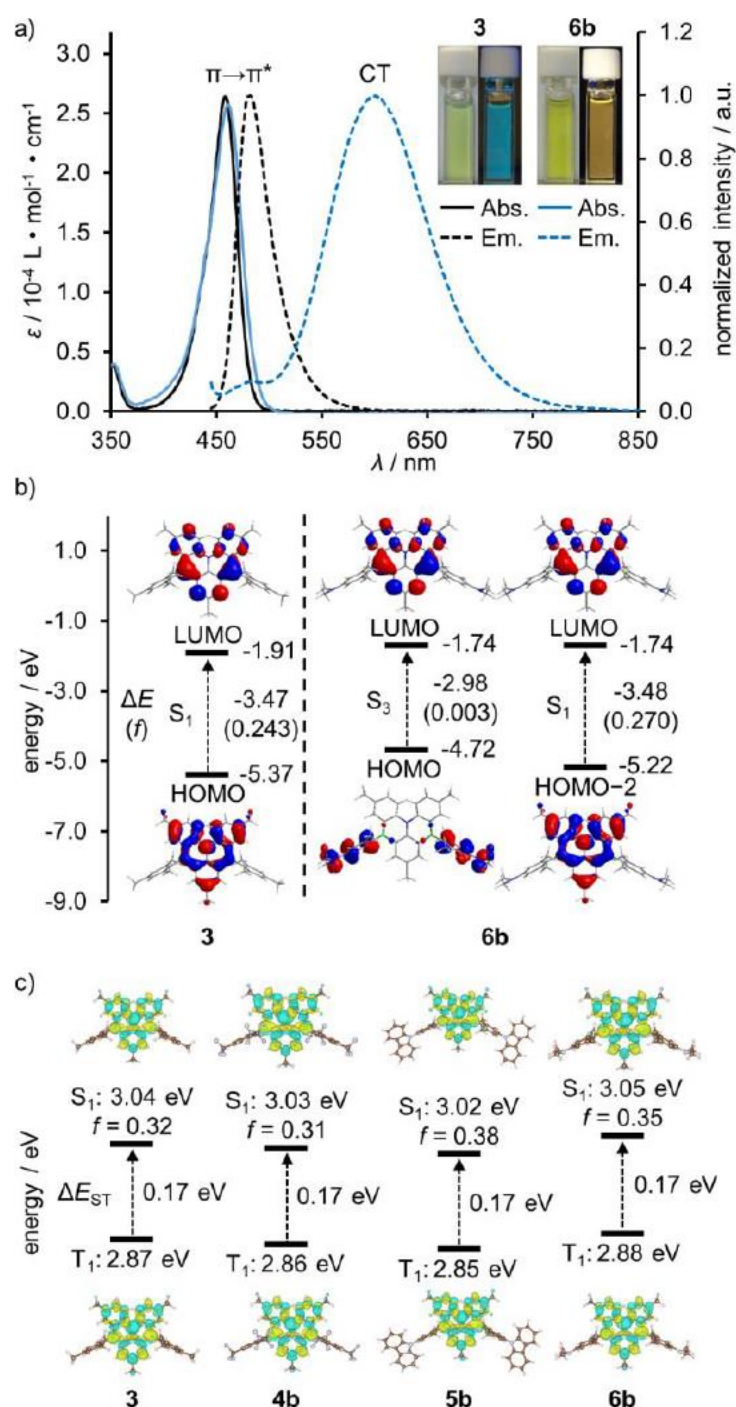 a)
3 6b
3.0
2.5
2.0
1.5
1.0
0.5
0.0
ε / 10⁻⁴ L • mol⁻¹ • cm⁻¹
π→π*
CT
Abs. Abs.
Em. Em.
1.2
1.0
0.8
0.6
0.4
0.2
0.0
normalized intensity / a.u.
350 450 550 650 750 850
λ / nm
b)
1.0
-1.0
-3.0
-5.0
-7.0
-9.0
energy / eV
LUMO
-1.91
ΔE
(f)
S₁
-3.47
(0.243)
-5.37
HOMO
3
LUMO
-1.74
S₃
-2.98
(0.003)
-4.72
HOMO
LUMO
-1.74
S₁
-3.48
(0.270)
-5.22
HOMO−2
6b
c)
energy / eV
S₁: 3.04 eV
f = 0.32
ΔE_ST
0.17 eV
T₁: 2.87 eV
3
S₁: 3.03 eV
f = 0.31
0.17 eV
T₁: 2.86 eV
4b
S₁: 3.02 eV
f = 0.38
0.17 eV
T₁: 2.85 eV
5b
S₁: 3.05 eV
f = 0.35
0.17 eV
T₁: 2.88 eV
6b